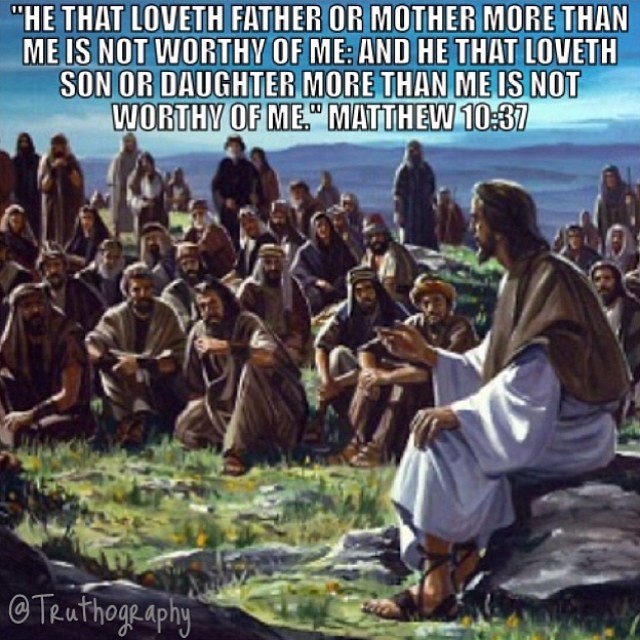 "HE THAT LOVETH FATHER OR MOTHER MORE THAN
ME IS NOT WORTHY OF ME: AND HE THAT LOVETH
SON OR DAUGHTER MORE THAN ME IS NOT
WORTHY OF ME." MATTHEW 10:37
@Truthography